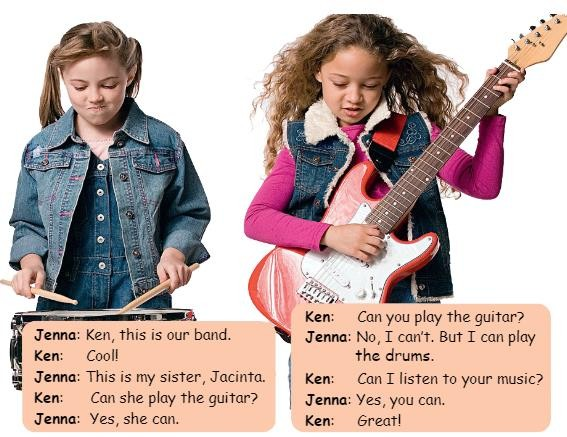 Jenna: Ken, this is our band.
Ken: Cool!
Jenna: This is my sister, Jacinta.
Ken: Can she play the guitar?
Jenna: Yes, she can.
Ken: Can you play the guitar?
Jenna: No, I can't. But I can play
the drums.
Ken: Can I listen to your music?
Jenna: Yes, you can.
Ken: Great!